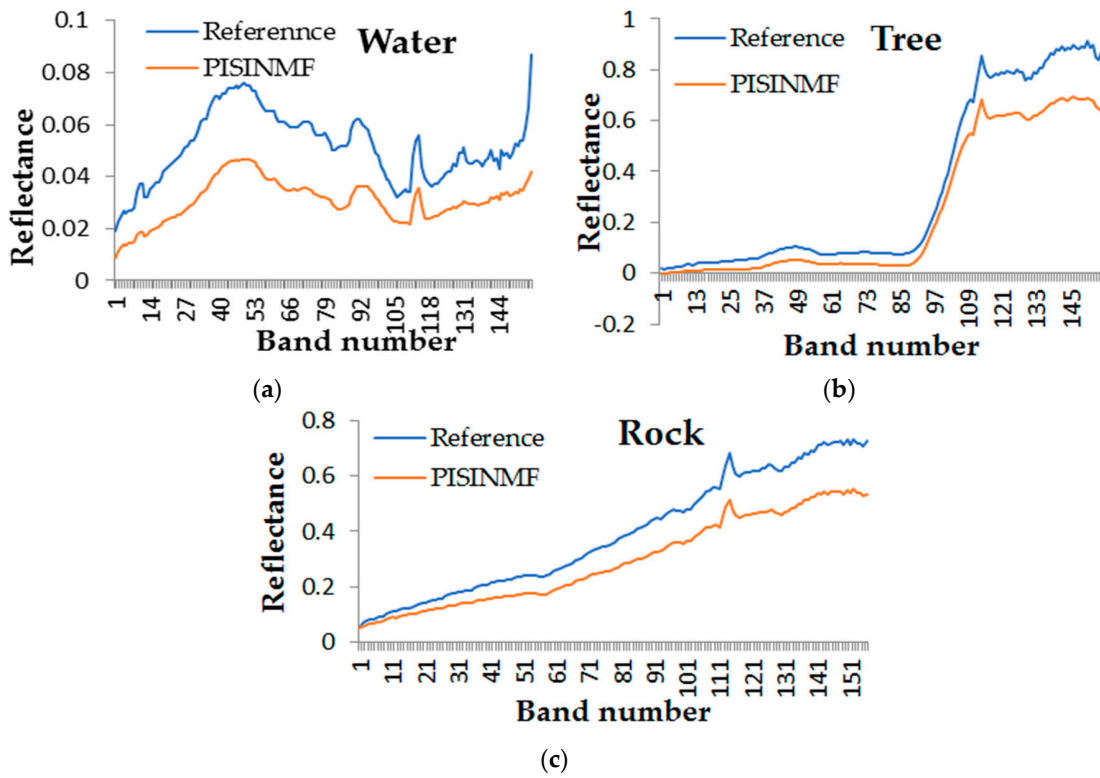 Water
Referennce
PISINMF
0.1
0.08
0.06
0.04
0.02
0
Reflectance
1 14 27 40 53 66 79 92 105 118 131 144
Band number
(a)
Tree
Reference
PISINMF
1
0.8
0.6
0.4
0.2
0
-0.2
Reflectance
1 13 25 37 49 61 73 85 97 109 121 133 145
Band number
(b)
Rock
Reference
PISINMF
0.8
0.6
0.4
0.2
0
Reflectance
1 11 21 31 41 51 61 71 81 91 101 111 121 131 141 151
Band number
(c)